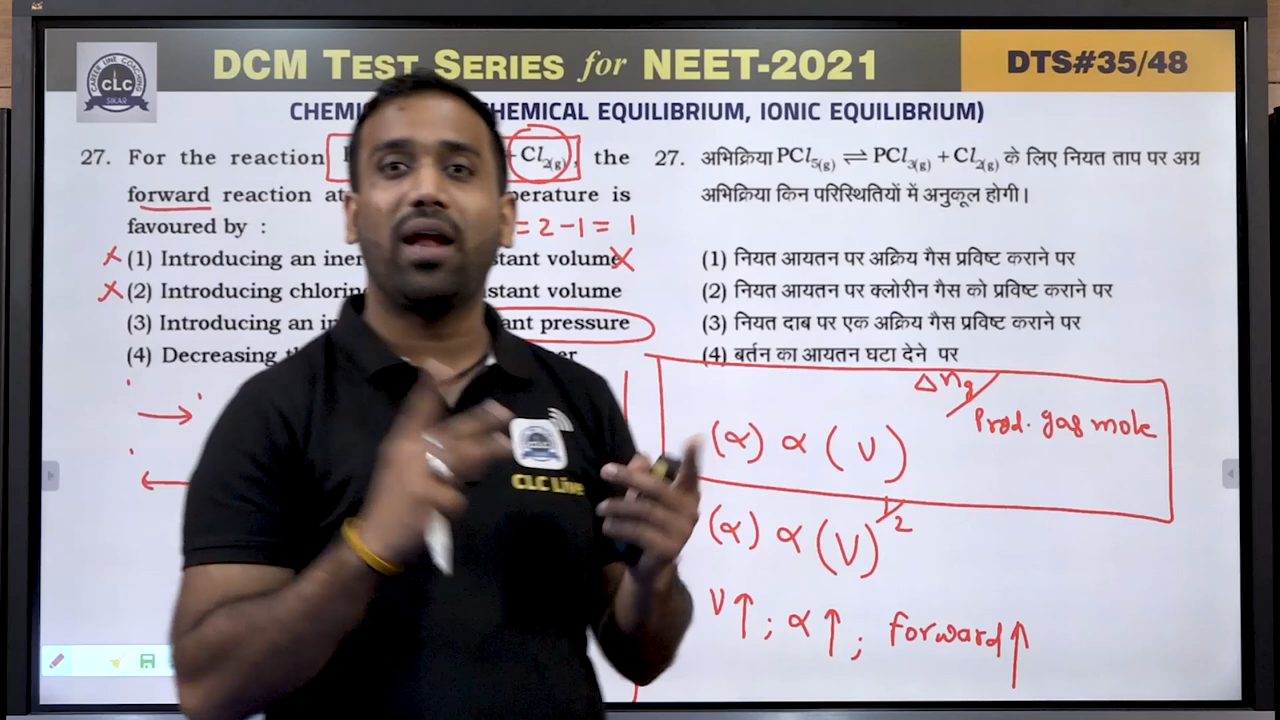 DCM TEST SERIES for NEET-2021
DTS#35/48
CLC
SIKAR
CHEMICAL EQUILIBRIUM, IONIC EQUILIBRIUM)
27. For the reaction + Cl2(g), the
forward reaction at perature is
favoured by :
= 2 - 1 = 1
(1) Introducing an iner stant volume
(2) Introducing chlorin stant volume
(3) Introducing an in ant pressure
(4) Decreasing
27. अभिक्रिया PCl5(g) ⇌ PCl3(g) + Cl2(g) के लिए नियत ताप पर अग्र
अभिक्रिया किन परिस्थितियों में अनुकूल होगी।
(1) नियत आयतन पर अक्रिय गैस प्रविष्ट कराने पर
(2) नियत आयतन पर क्लोरीन गैस को प्रविष्ट कराने पर
(3) नियत दाब पर एक अक्रिय गैस प्रविष्ट कराने पर
(4) बर्तन का आयतन घटा देने पर
(α) ∝ (V) Δng/Prod. gas mole
(α) ∝ (V) 1/2
V↑ ; α↑ ; forward↑
CLC
CLC Live